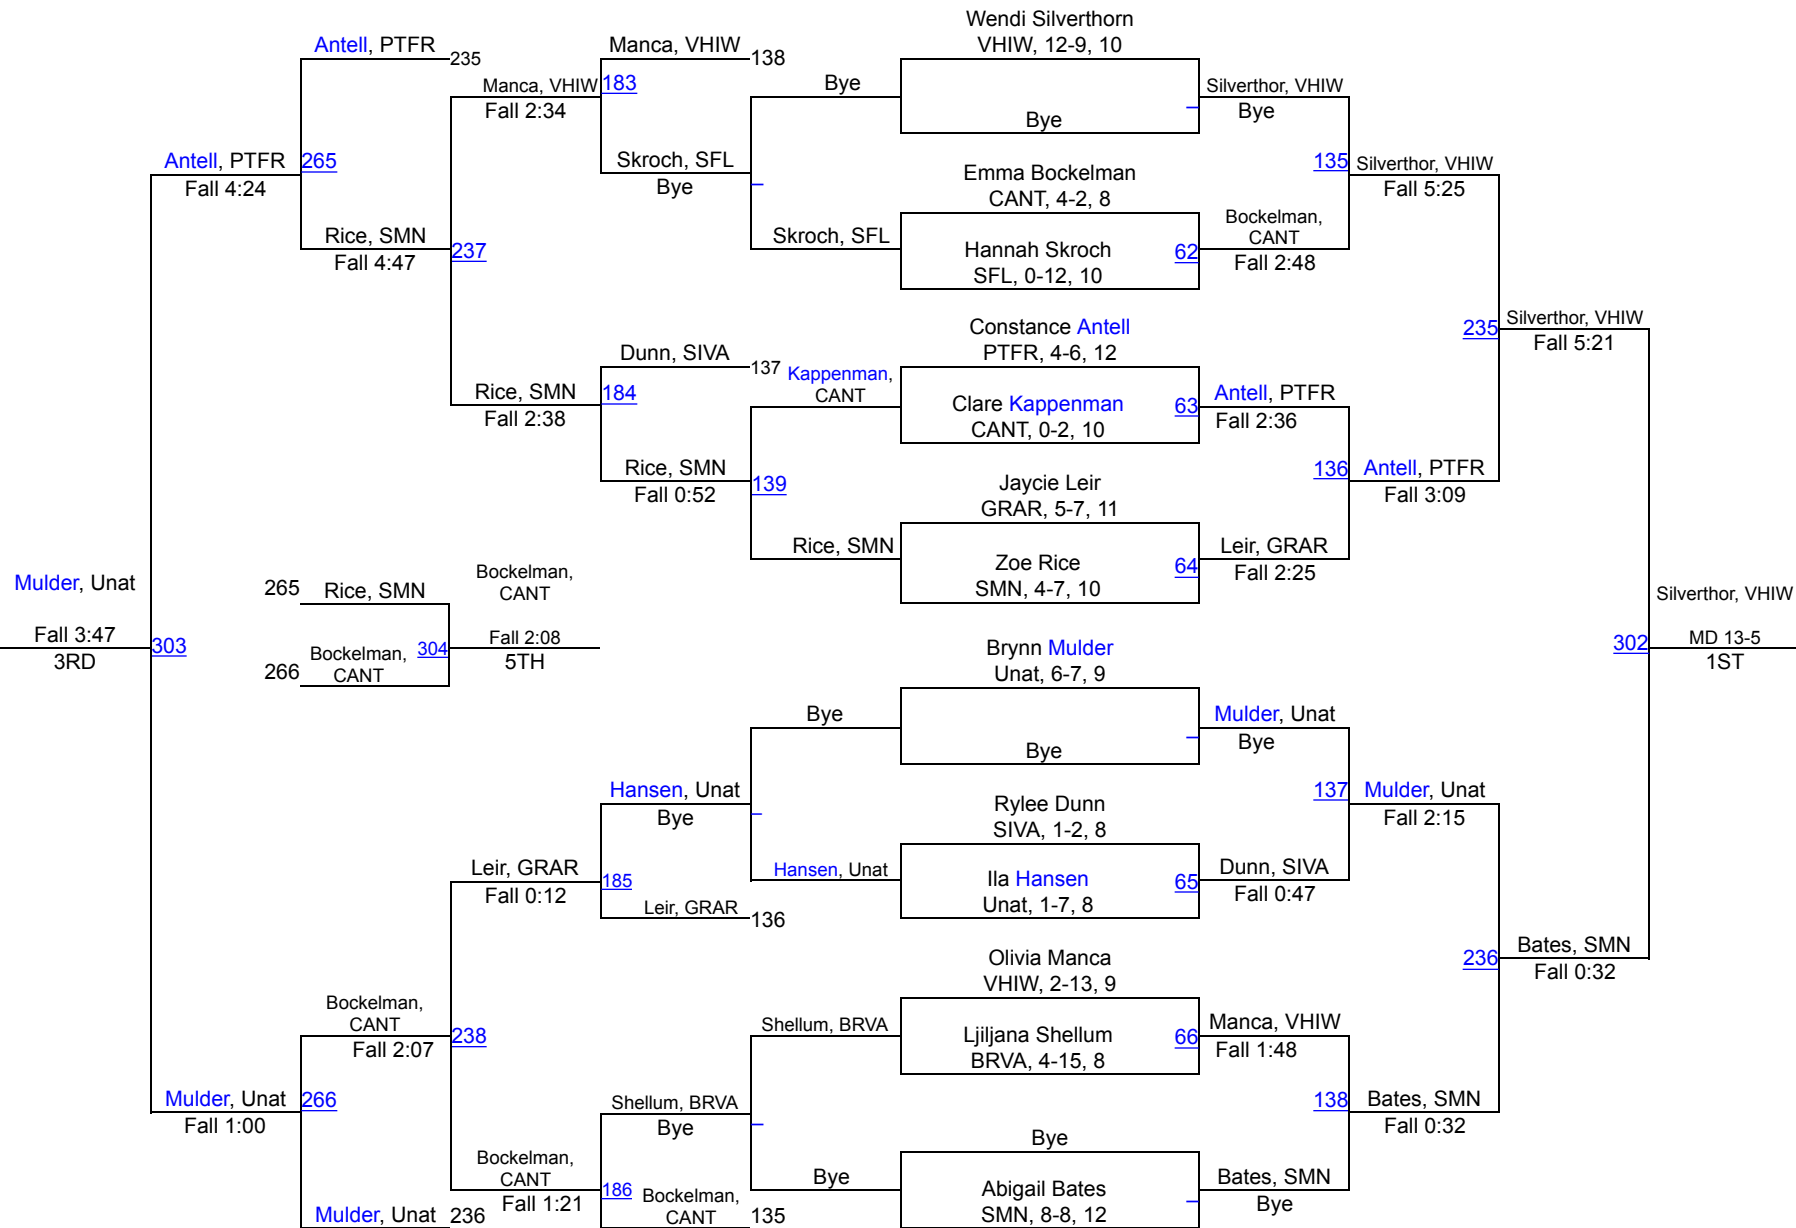 Wendi Silverthorn
VHIW, 12-9, 10
Bye
Emma Bockelman
CANT, 4-2, 8
Hannah Skroch
SFL, 0-12, 10
Constance Antell
PTFR, 4-6, 12
Clare Kappenman
CANT, 0-2, 10
Jaycie Leir
GRAR, 5-7, 11
Zoe Rice
SMN, 4-7, 10
Brynn Mulder
Unat, 6-7, 9
Bye
Rylee Dunn
SIVA, 1-2, 8
Ila Hansen
Unat, 1-7, 8
Olivia Manca
VHIW, 2-13, 9
Ljiljana Shellum
BRVA, 4-15, 8
Bye
Abigail Bates
SMN, 8-8, 12
Silverthor, VHIW
Bye
62
Bockelman,
CANT
Fall 2:48
63
Antell, PTFR
Fall 2:36
64
Leir, GRAR
Fall 2:25
Mulder, Unat
Bye
65
Dunn, SIVA
Fall 0:47
66
Manca, VHIW
Fall 1:48
Bates, SMN
Bye
135
Silverthor, VHIW
Fall 5:25
136
Antell, PTFR
Fall 3:09
137
Mulder, Unat
Fall 2:15
138
Bates, SMN
Fall 0:32
235
Silverthor, VHIW
Fall 5:21
236
Bates, SMN
Fall 0:32
302
Silverthor, VHIW
MD 13-5
1ST
Bye
Skroch, SFL
Kappenman,
CANT
Rice, SMN
Bye
Hansen, Unat
Shellum, BRVA
Bye
Manca, VHIW
138
Skroch, SFL
Bye
Dunn, SIVA
137
139
Rice, SMN
Fall 0:52
Hansen, Unat
Bye
Leir, GRAR
136
Shellum, BRVA
Bye
Bockelman,
CANT
135
183
Manca, VHIW
Fall 2:34
184
Rice, SMN
Fall 2:38
185
Leir, GRAR
Fall 0:12
186
Bockelman,
CANT
Fall 1:21
Antell, PTFR
235
237
Rice, SMN
Fall 4:47
238
Bockelman,
CANT
Fall 2:07
Mulder, Unat
236
265
Antell, PTFR
Fall 4:24
266
Mulder, Unat
Fall 1:00
303
Mulder, Unat
Fall 3:47
3RD
265
Rice, SMN
266
Bockelman,
CANT
304
Bockelman,
CANT
Fall 2:08
5TH